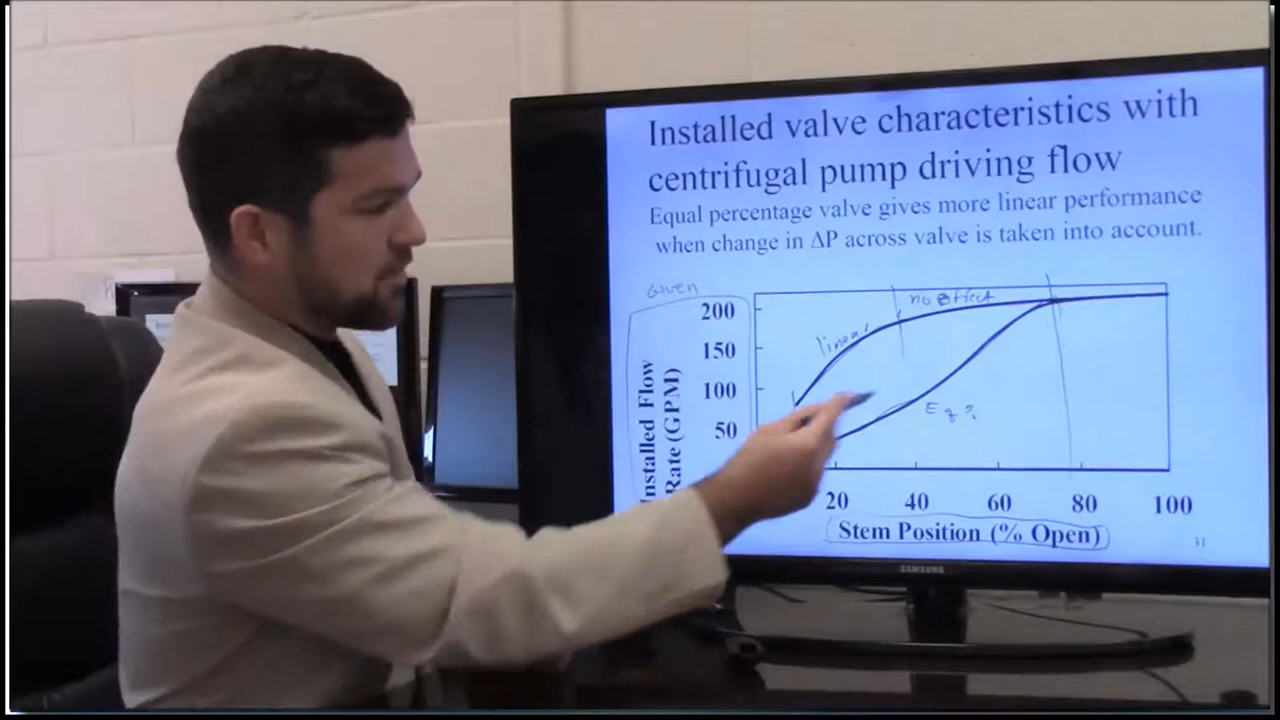 Installed valve characteristics with
centrifugal pump driving flow
Equal percentage valve gives more linear performance
when change in ΔP across valve is taken into account.
Given
200
150
100
50
Installed Flow
Rate (GPM)
linear
no effect
Eq %
20 40 60 80 100
Stem Position (% Open)
31
SAMSUNG